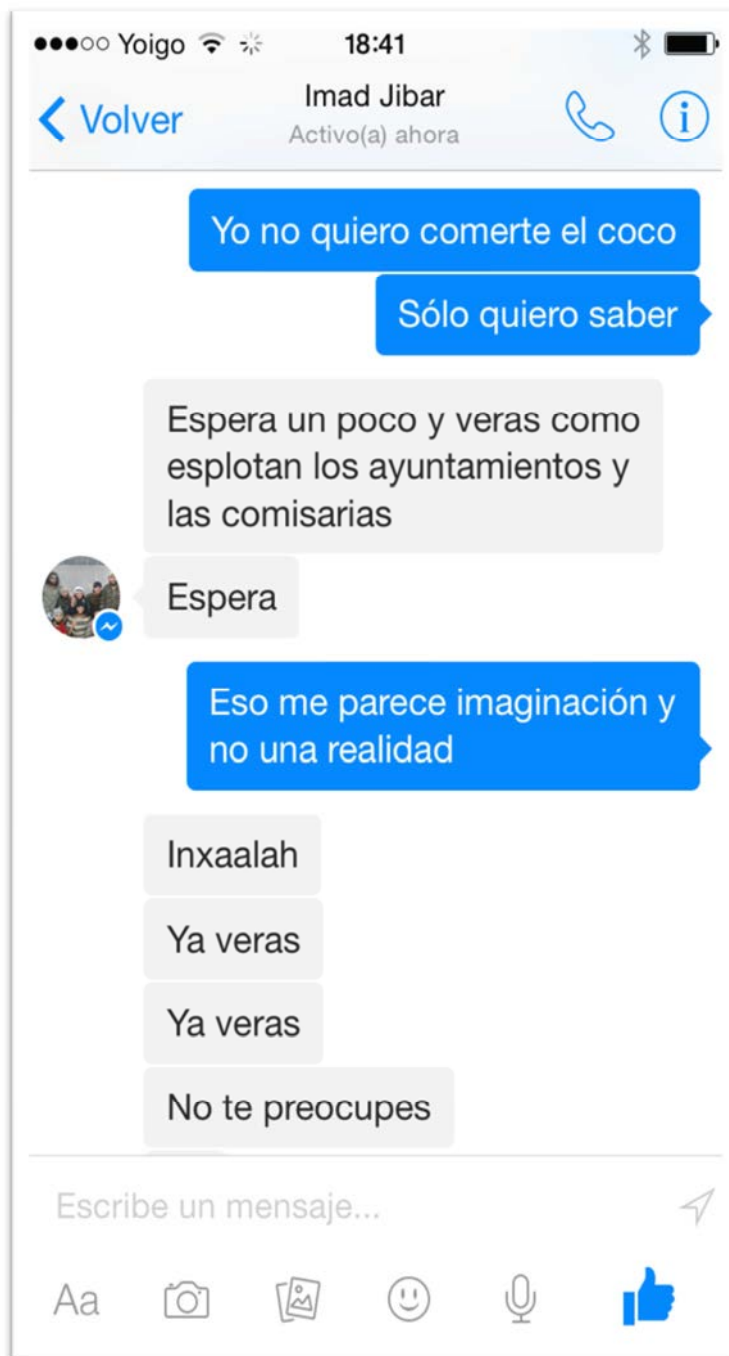 Yoigo 18:41
Volver
Imad Jibar
Activo(a) ahora
Yo no quiero comerte el coco
Sólo quiero saber
Espera un poco y veras como
esplotan los ayuntamientos y
las comisarias
Espera
Eso me parece imaginación y
no una realidad
Inxaalah
Ya veras
Ya veras
No te preocupes
Escribe un mensaje...
Aa